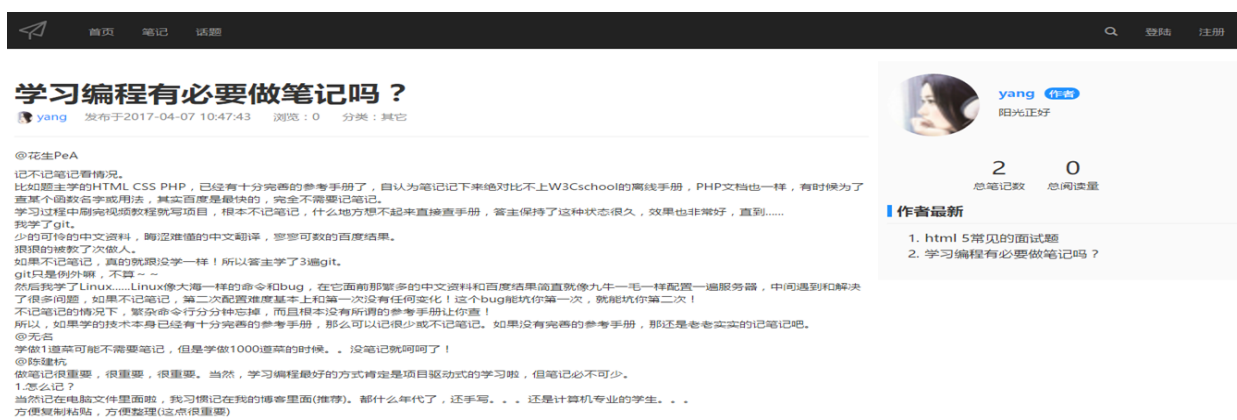 首页 笔记 话题 登陆 注册
学习编程有必要做笔记吗？
yang 发布于2017-04-07 10:47:43 浏览：0 分类：其它
@花生PeA
记不记笔记看情况。
比如题主学的HTML CSS PHP，已经有十分完善的参考手册了，自认为笔记记下来绝对比不上W3Cschool的离线手册，PHP文档也一样，有时候为了
查某个函数名字或用法，其实百度是最快的，完全不需要记笔记。
学习过程中刷完视频教程就写项目，根本不记笔记，什么地方想不起来直接查手册，答主保持了这种状态很久，效果也非常好，直到......
我学了git。
少的可怜的中文资料，晦涩难懂的中文翻译，寥寥可数的百度结果。
狠狠的被教了次做人。
如果不记笔记，真的就跟没学一样！所以答主学了3遍git。
git只是例外嘛，不算～～
然后我学了Linux......Linux像大海一样的命令和bug，在它面前那繁多的中文资料和百度结果简直就像九牛一毛一样配置一遍服务器，中间遇到和解决
了很多问题，如果不记笔记，第二次配置难度基本上和第一次没有任何变化！这个bug能坑你第一次，就能坑你第二次！
不记笔记的情况下，繁杂命令行分分钟忘掉，而且根本没有所谓的参考手册让你查！
所以，如果学的技术本身已经有十分完善的参考手册，那么可以记很少或不记笔记。如果没有完善的参考手册，那还是老老实实的记笔记吧。
@无名
学做1道菜可能不需要笔记，但是学做1000道菜的时候。。没笔记就呵呵了！
@陈建杭
做笔记很重要，很重要，很重要。当然，学习编程最好的方式肯定是项目驱动式的学习啦，但笔记必不可少。
1.怎么记？
当然记在电脑文件里面啦，我习惯记在我的博客里面(推荐)。都什么年代了，还手写。。。还是计算机专业的学生。。。
方便复制粘贴，方便整理(这点很重要)
yang 作者
阳光正好
2 0
总笔记数 总阅读量
作者最新
1. html 5常见的面试题
2. 学习编程有必要做笔记吗？